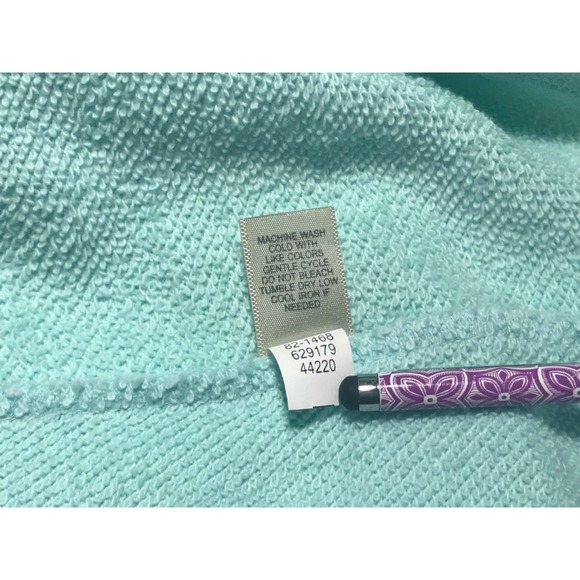 MACHINE WASH
COLD WITH
LIKE COLORS
GENTLE CYCLE
DO NOT BLEACH
TUMBLE DRY LOW
COOL IRON IF
NEEDED
82-1468
629179
44220